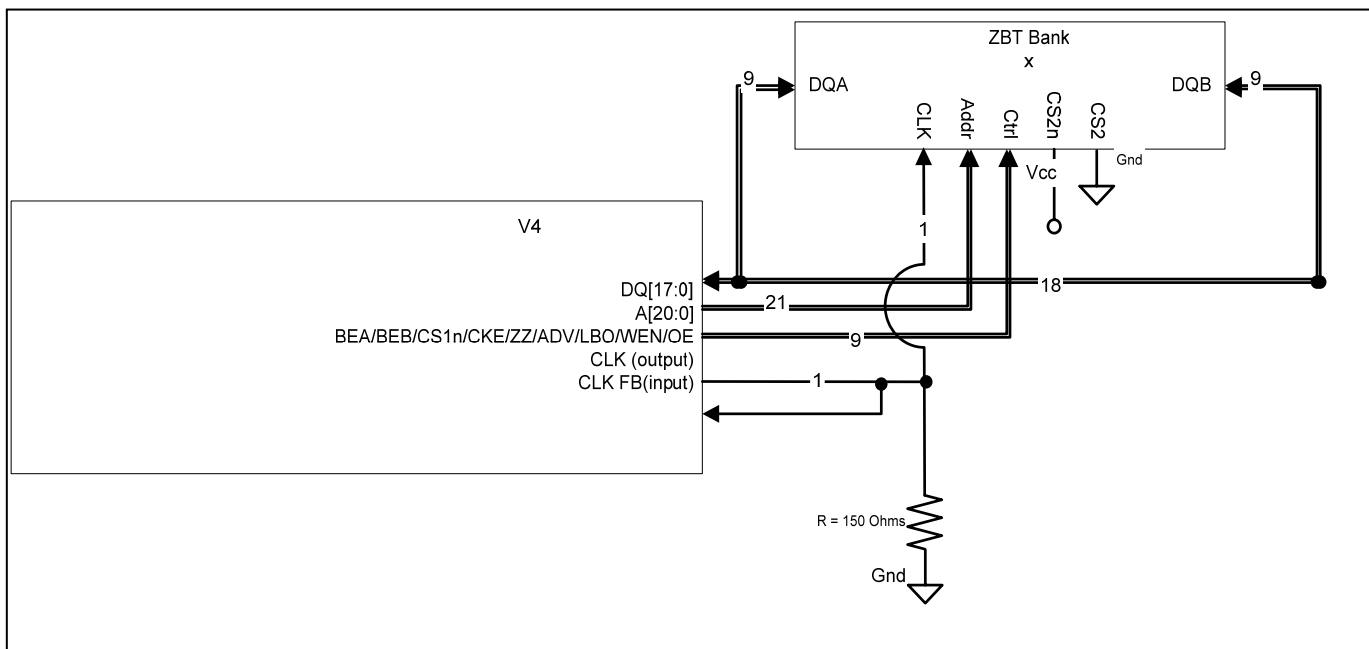 ZBT Bank
x
9
DQA
DQB
9
CLK
Addr
Ctrl
CS2n
CS2
Gnd
Vcc
1
V4
18
DQ[17:0]
21
A[20:0]
BEA/BEB/CS1n/CKE/ZZ/ADV/LBO/WEN/OE
9
CLK (output)
CLK FB(input)
1
R = 150 Ohms
Gnd